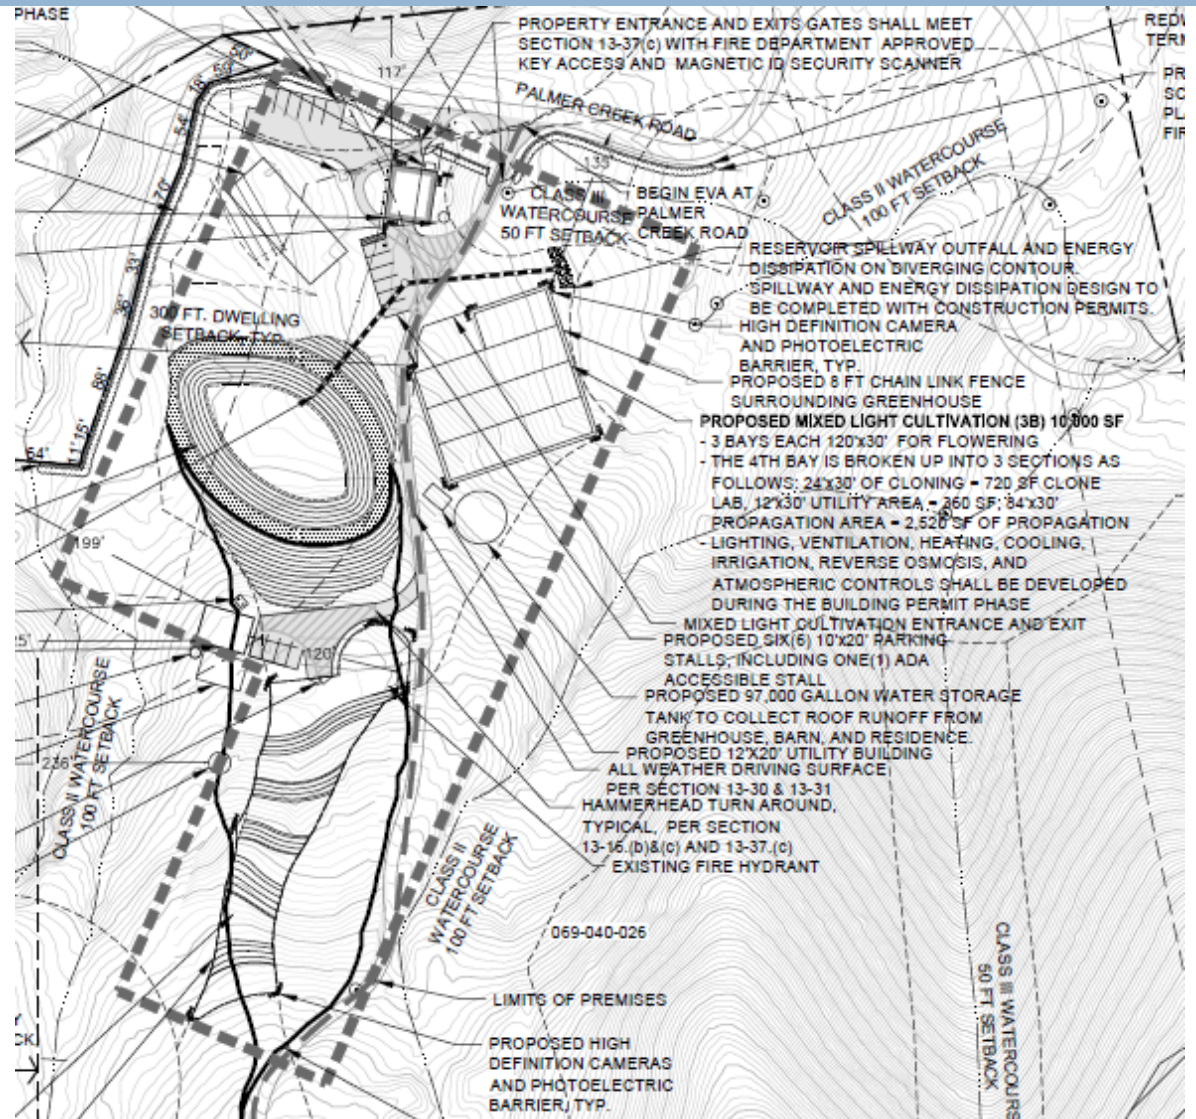 PHASE
PROPERTY ENTRANCE AND EXITS GATES SHALL MEET
SECTION 13-37(c) WITH FIRE DEPARTMENT APPROVED
KEY ACCESS AND MAGNETIC ID SECURITY SCANNER
PALMER CREEK ROAD
117'
135'
CLASS II WATERCOURSE
100 FT SETBACK
CLASS III
WATERCOURSE
50 FT SETBACK
BEGIN EVA AT
PALMER
CREEK ROAD
RESERVOIR SPILLWAY OUTFALL AND ENERGY
DISSIPATION ON DIVERGING CONTOUR.
SPILLWAY AND ENERGY DISSIPATION DESIGN TO
BE COMPLETED WITH CONSTRUCTION PERMITS.
HIGH DEFINITION CAMERA
AND PHOTOELECTRIC
BARRIER, TYP.
PROPOSED 8 FT CHAIN LINK FENCE
SURROUNDING GREENHOUSE
PROPOSED MIXED LIGHT CULTIVATION (3B) 10,000 SF
- 3 BAYS EACH 120'x30' FOR FLOWERING
- THE 4TH BAY IS BROKEN UP INTO 3 SECTIONS AS
FOLLOWS: 24'x30' OF CLONING = 720 SF CLONE
LAB, 12'x30' UTILITY AREA = 360 SF; 84'x30'
PROPAGATION AREA = 2,520 SF OF PROPAGATION
- LIGHTING, VENTILATION, HEATING, COOLING,
IRRIGATION, REVERSE OSMOSIS, AND
ATMOSPHERIC CONTROLS SHALL BE DEVELOPED
DURING THE BUILDING PERMIT PHASE
MIXED LIGHT CULTIVATION ENTRANCE AND EXIT
PROPOSED SIX(6) 10'x20' PARKING
STALLS, INCLUDING ONE(1) ADA
ACCESSIBLE STALL
PROPOSED 97,000 GALLON WATER STORAGE
TANK TO COLLECT ROOF RUNOFF FROM
GREENHOUSE, BARN, AND RESIDENCE.
PROPOSED 12'X20' UTILITY BUILDING
ALL WEATHER DRIVING SURFACE
PER SECTION 13-30 & 13-31
HAMMERHEAD TURN AROUND,
TYPICAL, PER SECTION
13-16.(b)&(c) AND 13-37.(c)
EXISTING FIRE HYDRANT
300 FT. DWELLING
SETBACK, TYP.
18'
54'
70'
33'
36'
68'
15'
11'
54'
199'
120'
236'
CLASS II WATERCOURSE
100 FT SETBACK
CLASS II
WATERCOURSE
100 FT SETBACK
069-040-026
LIMITS OF PREMISES
PROPOSED HIGH
DEFINITION CAMERAS
AND PHOTOELECTRIC
BARRIER, TYP.
CLASS III WATERCOURS
50 FT SETBACK